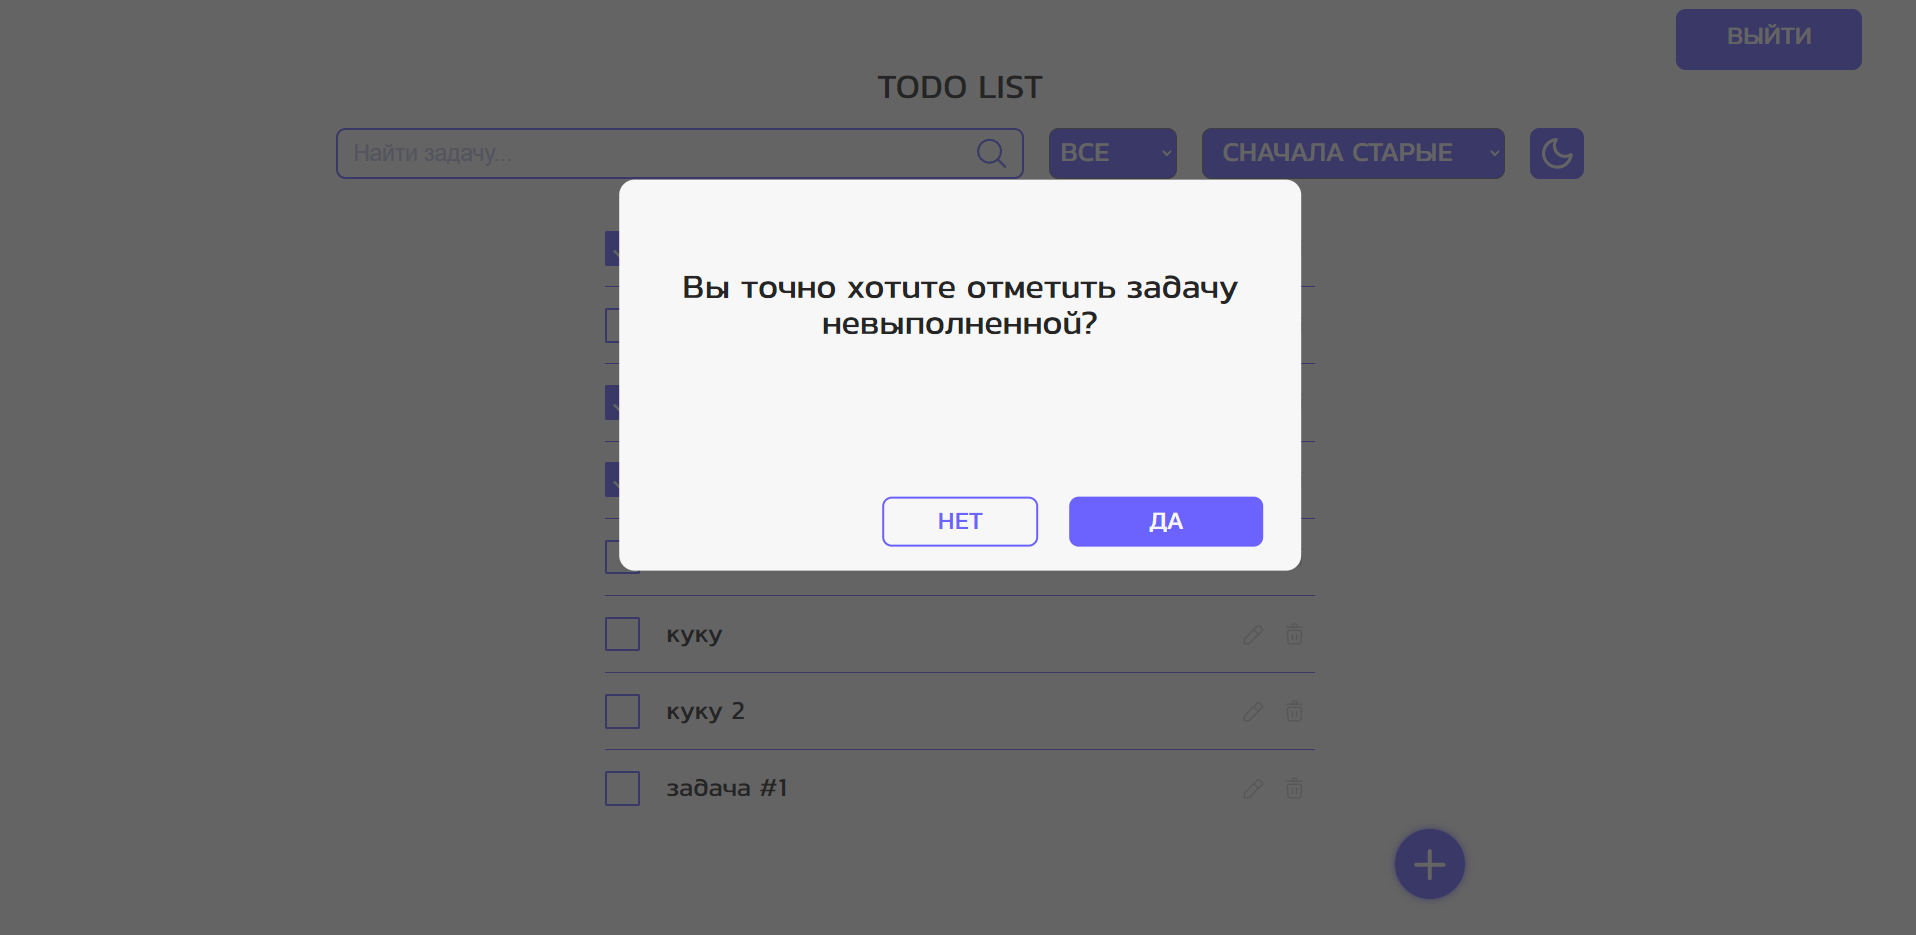 ВЫЙТИ
TODO LIST
Найти задачу...
ВСЕ
СНАЧАЛА СТАРЫЕ
Вы точно хотите отметить задачу
невыполненной?
НЕТ
ДА
куку
куку 2
задача #1